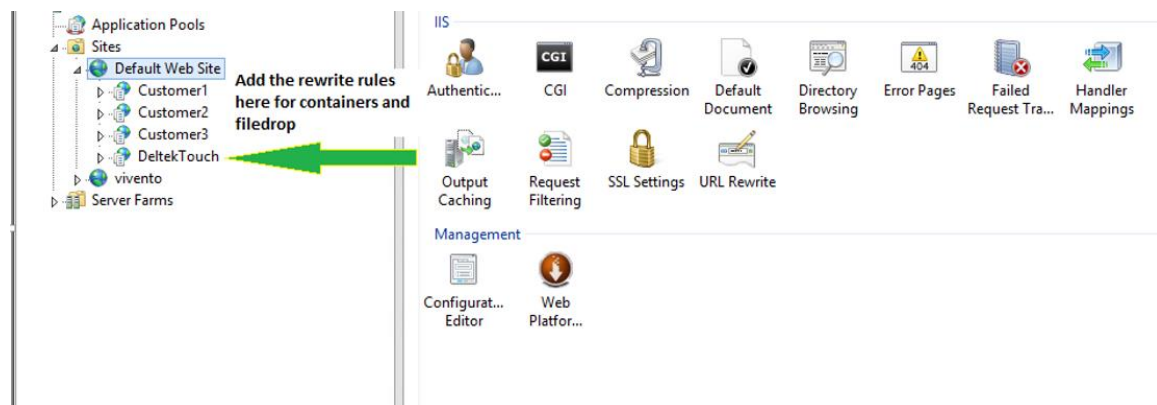 Application Pools
Sites
Default Web Site
Customer1
Customer2
Customer3
DeltekTouch
vivento
Server Farms
Add the rewrite rules
here for containers and
filedrop
IIS
Authentic... CGI Compression Default Document Directory Browsing Error Pages Failed Request Tra... Handler Mappings
CGI
404
Output Caching Request Filtering SSL Settings URL Rewrite
Management
Configurat... Editor Web Platfor...